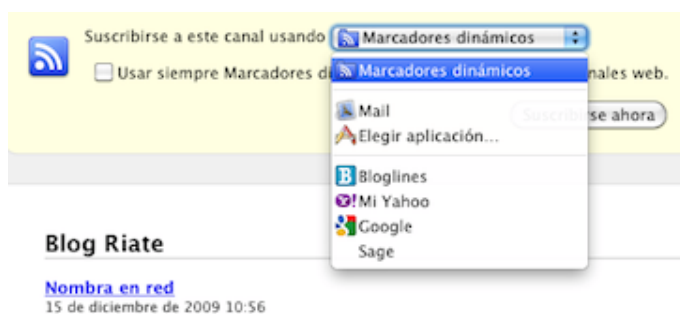 Suscribirse a este canal usando Marcadores dinámicos
Usar siempre Marcadores di nales web.
Marcadores dinámicos
Mail
Suscribirse ahora
Elegir aplicación...
Bloglines
Mi Yahoo
Google
Sage
Blog Riate
Nombra en red
15 de diciembre de 2009 10:56